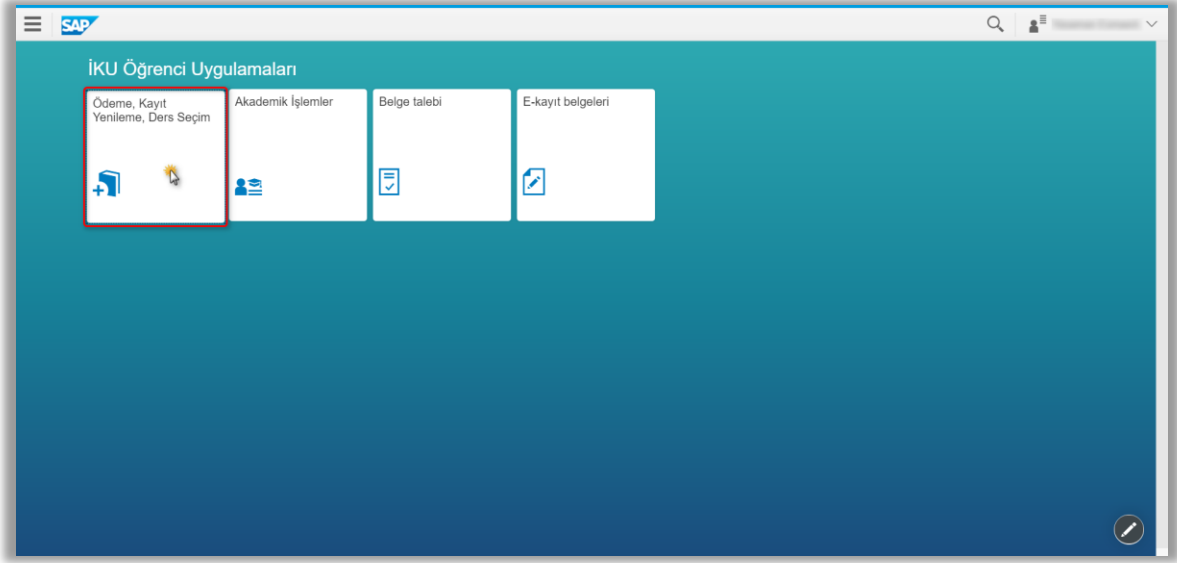 SAP
İKU Öğrenci Uygulamaları
Ödeme, Kayıt
Yenileme, Ders Seçim
Akademik İşlemler
Belge talebi
E-kayıt belgeleri